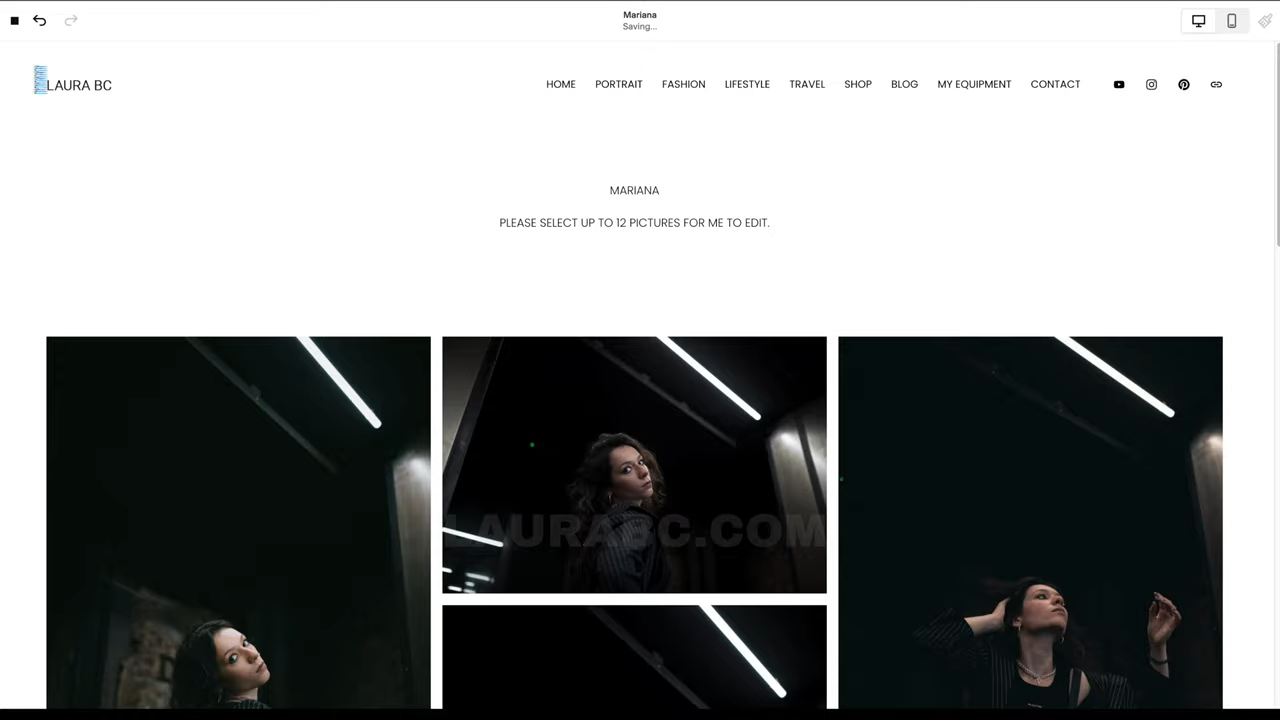 Mariana
Saving...
LAURA BC
HOME PORTRAIT FASHION LIFESTYLE TRAVEL SHOP BLOG MY EQUIPMENT CONTACT
MARIANA
PLEASE SELECT UP TO 12 PICTURES FOR ME TO EDIT.
LAURABC.COM